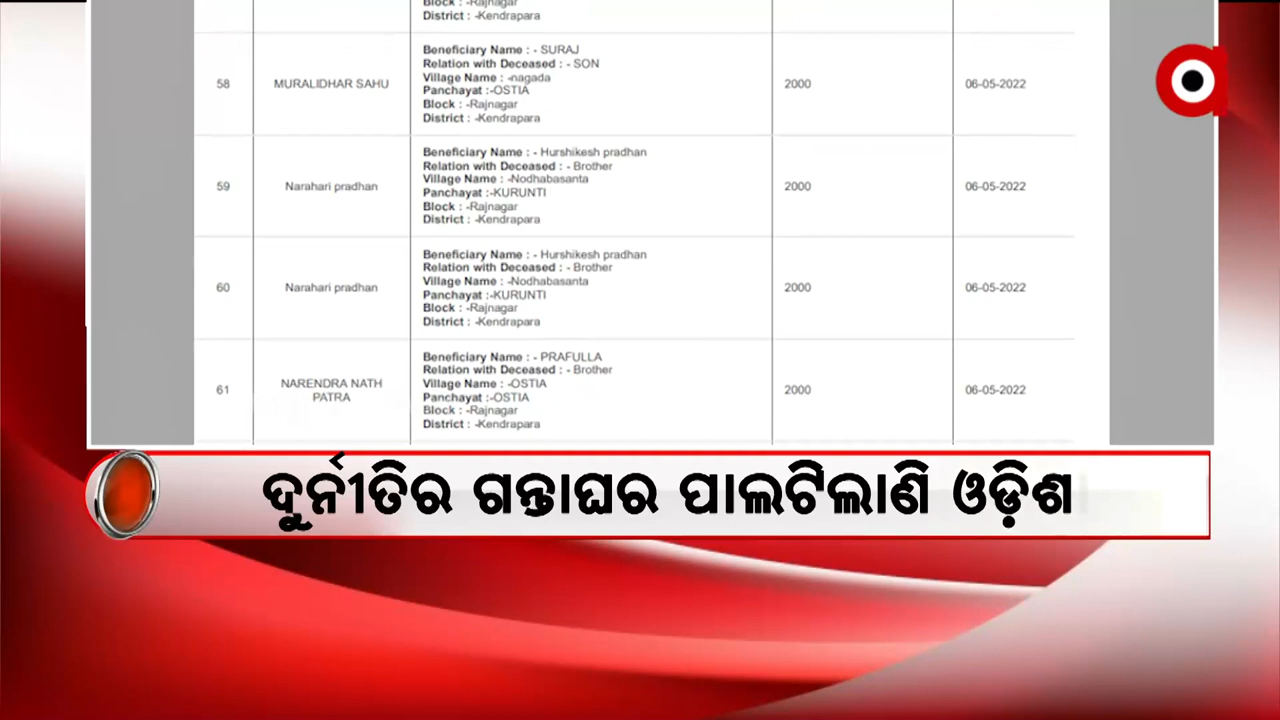 Block : -Rajnagar
District : -Kendrapara
58
MURALIDHAR SAHU
Beneficiary Name : - SURAJ
Relation with Deceased : - SON
Village Name : -nagada
Panchayat :-OSTIA
Block : -Rajnagar
District : -Kendrapara
2000
06-05-2022
59
Narahari pradhan
Beneficiary Name : - Hurshikesh pradhan
Relation with Deceased : - Brother
Village Name : -Nodhabasanta
Panchayat :-KURUNTI
Block : -Rajnagar
District : -Kendrapara
2000
06-05-2022
60
Narahari pradhan
Beneficiary Name : - Hurshikesh pradhan
Relation with Deceased : - Brother
Village Name : -Nodhabasanta
Panchayat :-KURUNTI
Block : -Rajnagar
District : -Kendrapara
2000
06-05-2022
61
NARENDRA NATH
PATRA
Beneficiary Name : - PRAFULLA
Relation with Deceased : - Brother
Village Name : -OSTIA
Panchayat :-OSTIA
Block : -Rajnagar
District : -Kendrapara
2000
06-05-2022
ଦୁର୍ନୀତିର ଗନ୍ତାଘର ପାଲଟିଲାଣି ଓଡ଼ିଶ